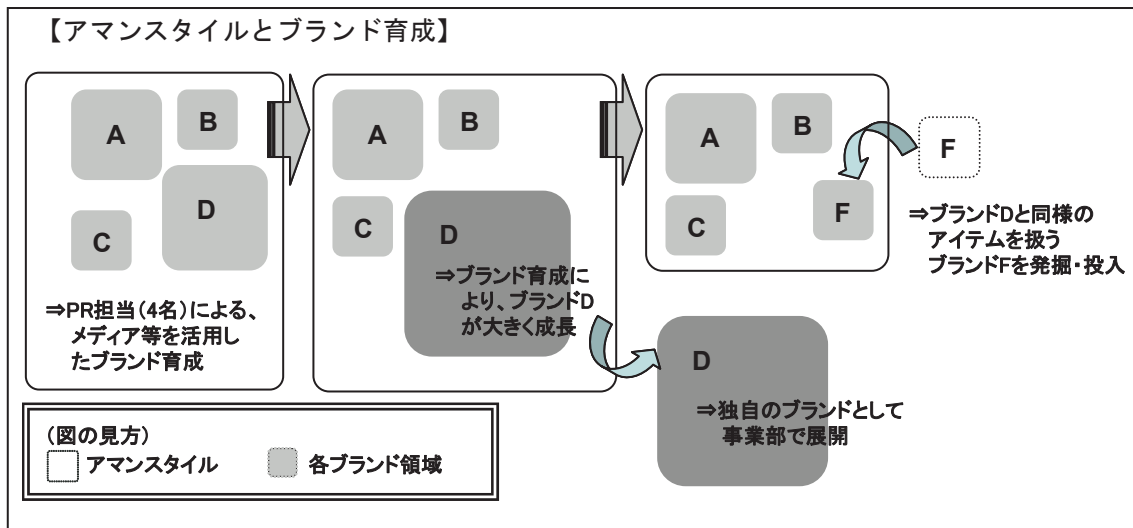 【アマンスタイルとブランド育成】
A
B
C
D
⇒PR担当(4名)による、
メディア等を活用し
たブランド育成
A
B
C
D
⇒ブランド育成に
より、ブランドD
が大きく成長
D
⇒独自のブランドとして
事業部で展開
A
B
C
F
F
⇒ブランドDと同様の
アイテムを扱う
ブランドFを発掘・投入
(図の見方)
アマンスタイル
各ブランド領域